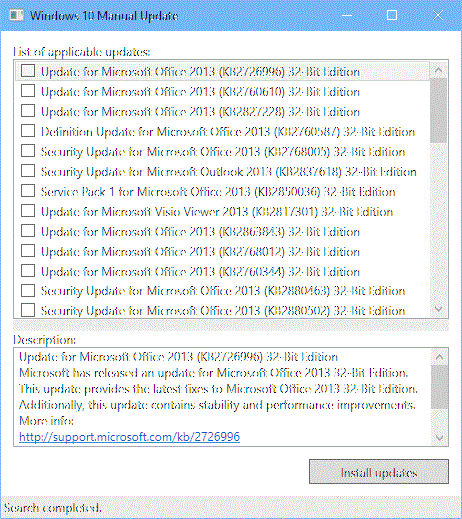 Windows 10 Manual Update
List of applicable updates:
Update for Microsoft Office 2013 (KB2726996) 32-Bit Edition
Update for Microsoft Office 2013 (KB2760610) 32-Bit Edition
Update for Microsoft Office 2013 (KB2827228) 32-Bit Edition
Definition Update for Microsoft Office 2013 (KB2760587) 32-Bit Edition
Security Update for Microsoft Office 2013 (KB2768005) 32-Bit Edition
Security Update for Microsoft Outlook 2013 (KB2837618) 32-Bit Edition
Service Pack 1 for Microsoft Office 2013 (KB2850036) 32-Bit Edition
Update for Microsoft Visio Viewer 2013 (KB2817301) 32-Bit Edition
Update for Microsoft Office 2013 (KB2863843) 32-Bit Edition
Update for Microsoft Office 2013 (KB2768012) 32-Bit Edition
Update for Microsoft Office 2013 (KB2760344) 32-Bit Edition
Security Update for Microsoft Office 2013 (KB2880463) 32-Bit Edition
Security Update for Microsoft Office 2013 (KB2880502) 32-Bit Edition
Description:
Update for Microsoft Office 2013 (KB2726996) 32-Bit Edition
Microsoft has released an update for Microsoft Office 2013 32-Bit Edition.
This update provides the latest fixes to Microsoft Office 2013 32-Bit Edition.
Additionally, this update contains stability and performance improvements.
More info:
http://support.microsoft.com/kb/2726996
Install updates
Search completed.